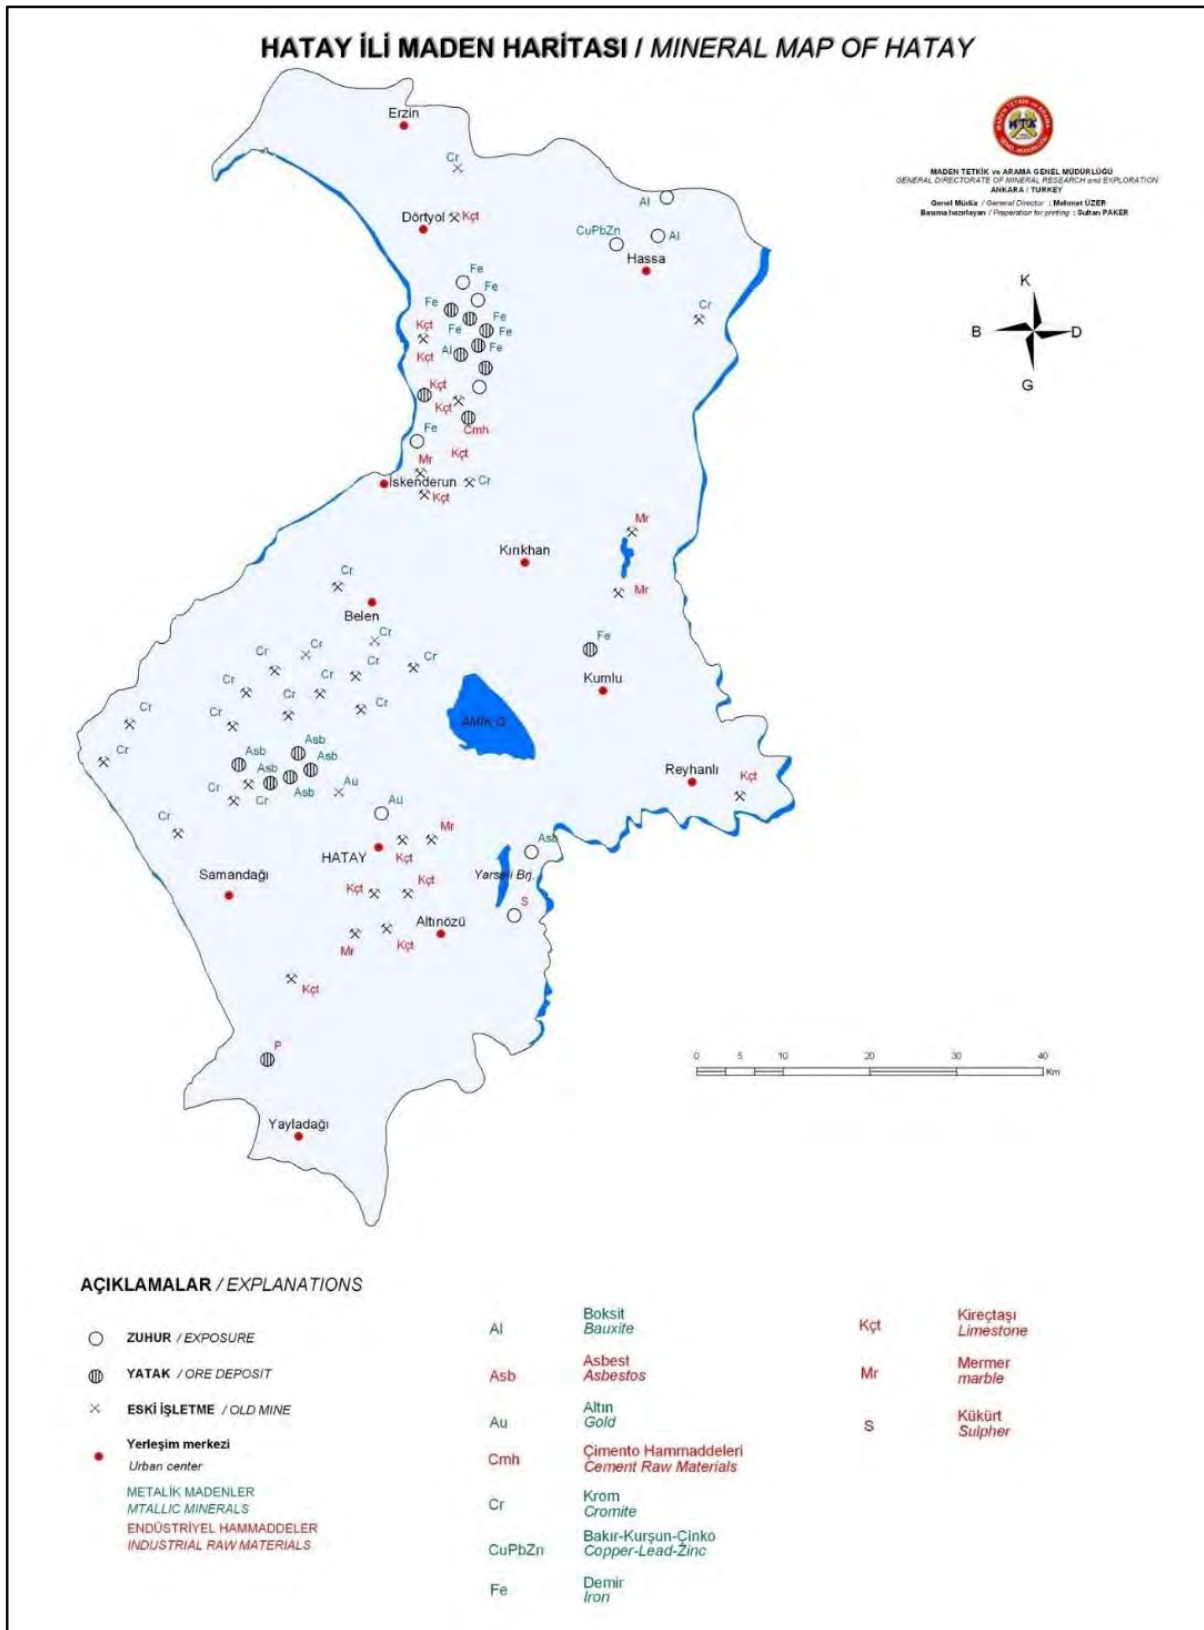 HATAY İLİ MADEN HARİTASI / MINERAL MAP OF HATAY
MADEN TETKİK ve ARAMA GENEL MÜDÜRLÜĞÜ
GENERAL DIRECTORATE OF MINERAL RESEARCH and EXPLORATION
ANKARA / TURKEY
Genel Müdür / General Director : Mehmet ÜZER
Basıma hazırlayan / Preparation for printing : Sultan PAKER
MTA
K
B
D
G
Erzin
Cr
Dörtyol
Kçt
Al
CuPbZn
Al
Hassa
Fe
Fe
Fe
Fe
Fe
Fe
Fe
Cr
Kçt
Kçt
Al
Kçt
Kçt
Fe
Cmh
Kçt
Mr
İskenderun
Cr
Kçt
Mr
Kırıkhan
Cr
Mr
Belen
Cr
Fe
Cr
Cr
Cr
Cr
Cr
Kumlu
Cr
Cr
Cr
Cr
Cr
AMİK G.
Cr
Asb
Asb
Asb
Reyhanlı
Asb
Asb
Au
Kçt
Cr
Cr
Au
Cr
Mr
HATAY
Kçt
Asb
Samandağı
Yarseli Brj.
Kçt
Kçt
S
Altınözü
Mr
Kçt
Kçt
P
Yayladağı
0 5 10 20 30 40
Km
AÇIKLAMALAR / EXPLANATIONS
ZUHUR / EXPOSURE
YATAK / ORE DEPOSIT
ESKİ İŞLETME / OLD MINE
Yerleşim merkezi
Urban center
METALİK MADENLER
MTALLIC MINERALS
ENDÜSTRİYEL HAMMADDELER
INDUSTRIAL RAW MATERIALS
Al
Boksit
Bauxite
Asb
Asbest
Asbestos
Au
Altın
Gold
Cmh
Çimento Hammaddeleri
Cement Raw Materials
Cr
Krom
Cromite
CuPbZn
Bakır-Kurşun-Çinko
Copper-Lead-Zinc
Fe
Demir
Iron
Kçt
Kireçtaşı
Limestone
Mr
Mermer
marble
S
Kükürt
Sulpher